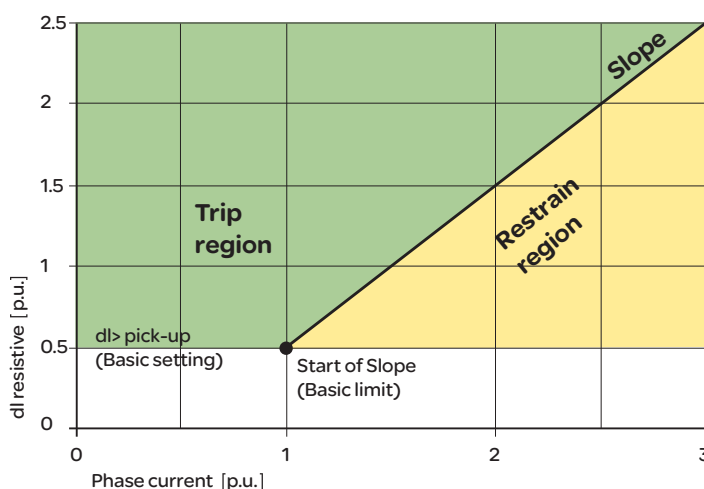 2.5
2
1.5
1
0.5
0
dI resistive [p.u.]
Slope
Trip
region
Restrain
region
dI> pick-up
(Basic setting)
Start of Slope
(Basic limit)
0
1
2
3
Phase current [p.u.]